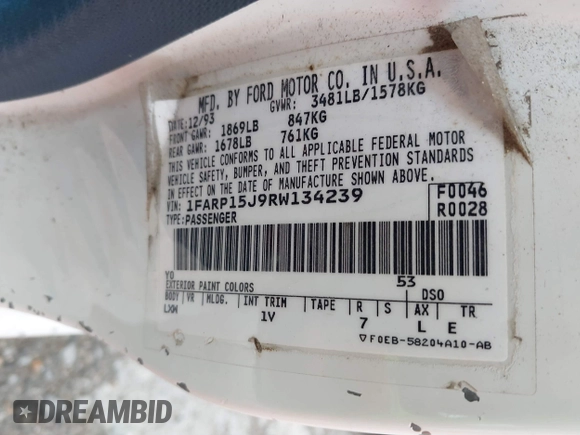 MFD. BY FORD MOTOR CO. IN U.S.A.
DATE: 12/93 GVWR: 3481LB/1578KG
FRONT GAWR: 1869LB 847KG
REAR GAWR: 1678LB 761KG
THIS VEHICLE CONFORMS TO ALL APPLICABLE FEDERAL MOTOR
VEHICLE SAFETY, BUMPER, AND THEFT PREVENTION STANDARDS
IN EFFECT ON THE DATE OF MANUFACTURE SHOWN ABOVE.
VIN: 1FARP15J9RW134239 F0046
TYPE: PASSENGER R0028
YO 53
EXTERIOR PAINT COLORS DSO
BODY VR MLDG. INT TRIM TAPE R S AX TR
LXW 1V 7 L E
▽F0EB-58204A10-AB
DREAMBID